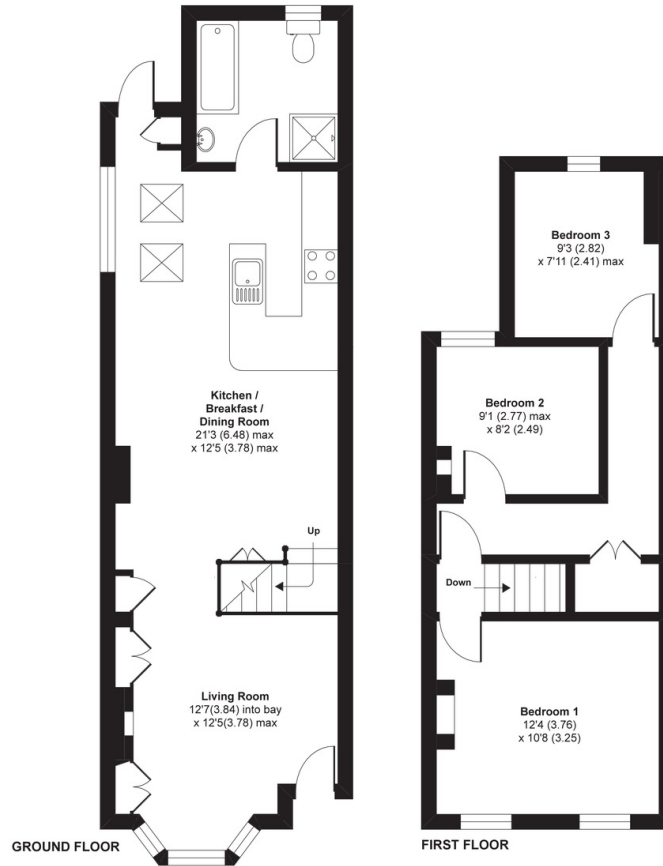 Kitchen /
Breakfast /
Dining Room
21'3 (6.48) max
x 12'5 (3.78) max
Up
Living Room
12'7(3.84) into bay
x 12'5(3.78) max
GROUND FLOOR
Bedroom 3
9'3 (2.82)
x 7'11 (2.41) max
Bedroom 2
9'1 (2.77) max
x 8'2 (2.49)
Down
Bedroom 1
12'4 (3.76)
x 10'8 (3.25)
FIRST FLOOR